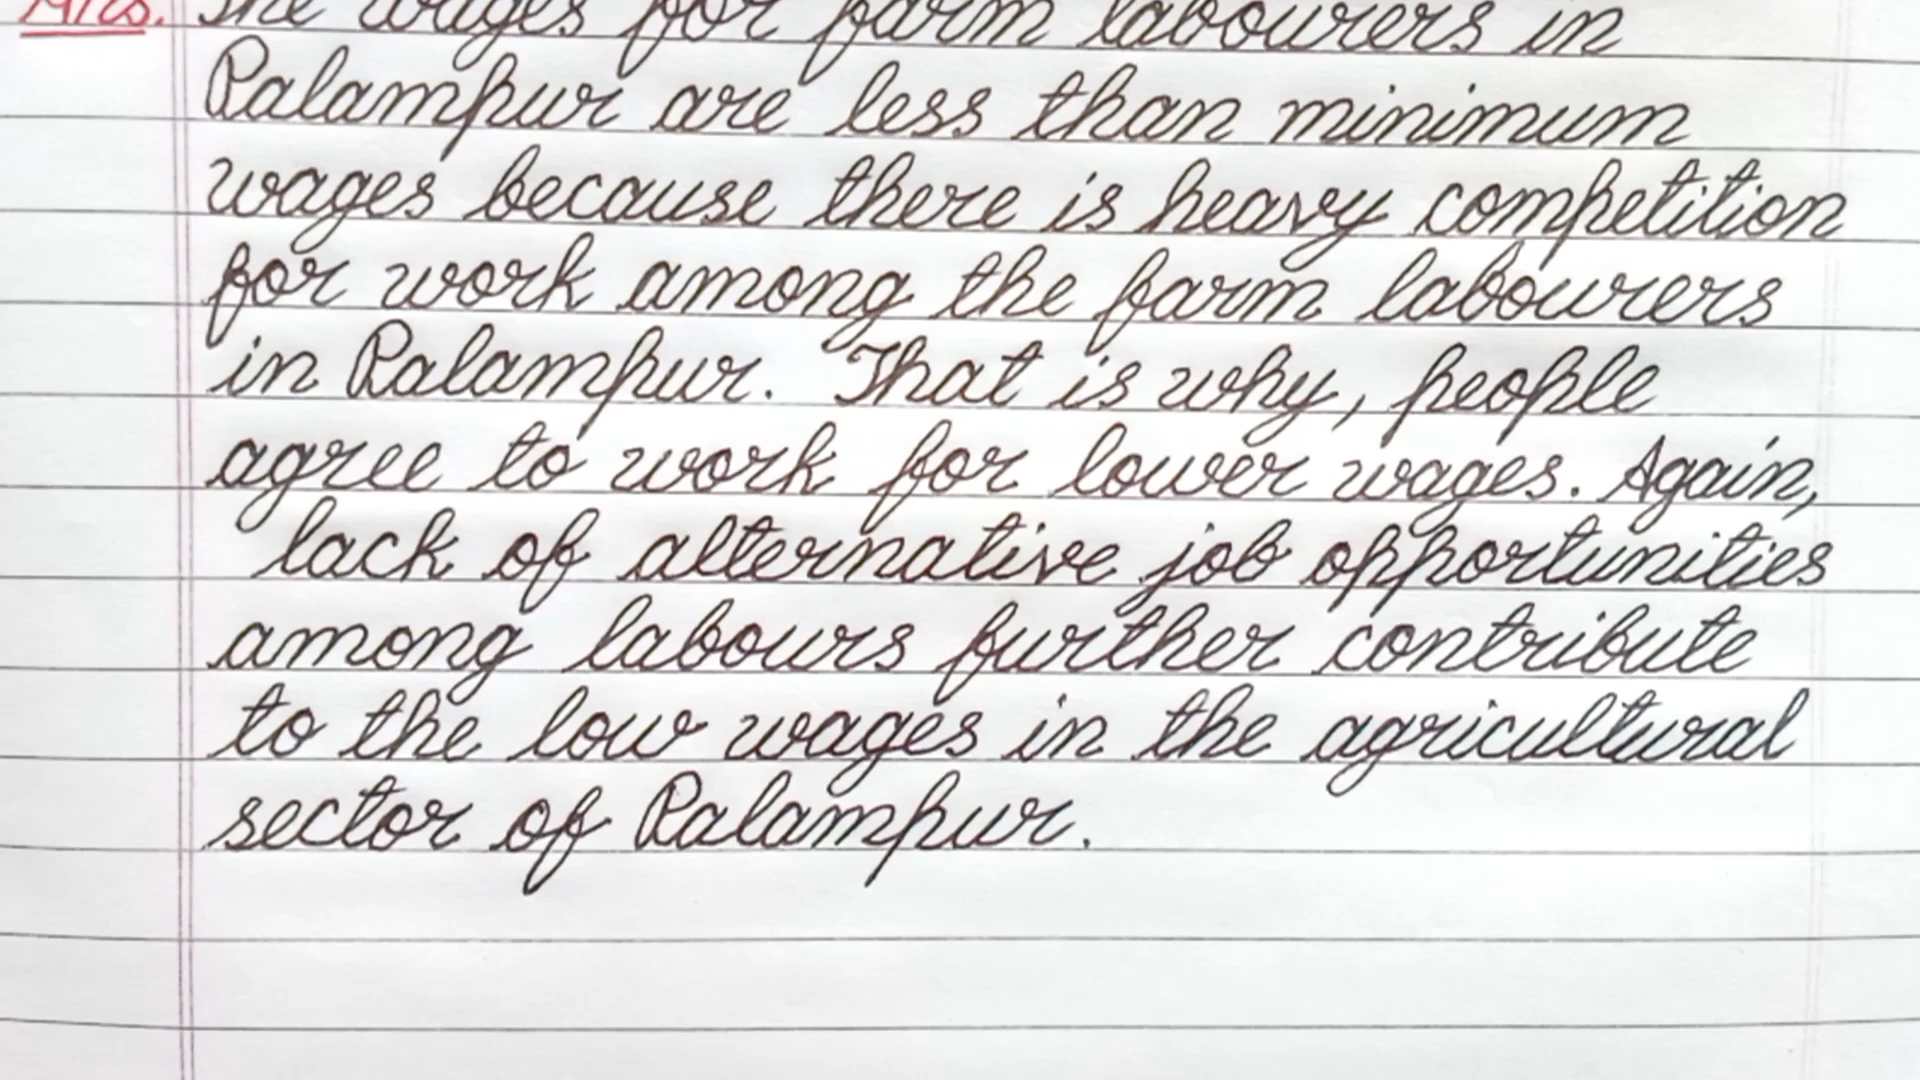 Ans. The wages for farm labourers in
Palampur are less than minimum
wages because there is heavy competition
for work among the farm labourers
in Palampur. That is why, people
agree to work for lower wages. Again,
lack of alternative job opportunities
among labours further contribute
to the low wages in the agricultural
sector of Palampur.